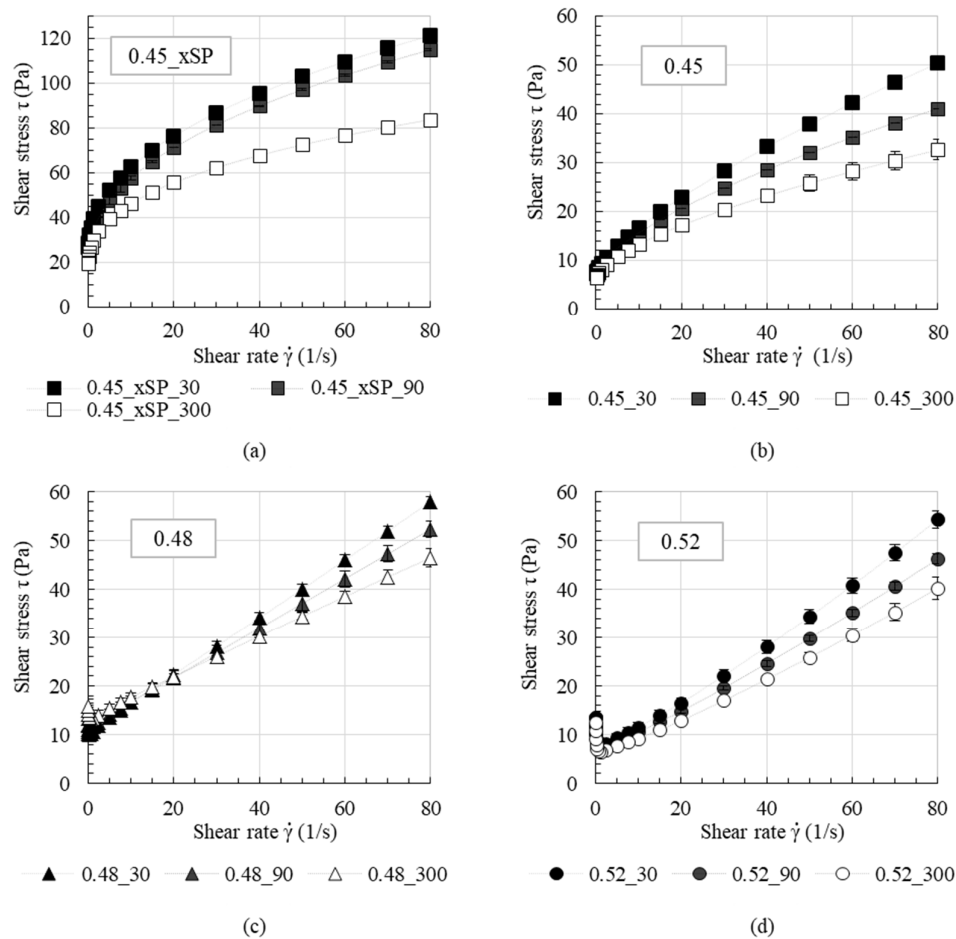 0.45_xSP
Shear stress τ (Pa)
120
100
80
60
40
20
0
0 20 40 60 80
Shear rate γ̇ (1/s)
0.45_xSP_30 0.45_xSP_90
0.45_xSP_300
(a)
0.45
Shear stress τ (Pa)
60
50
40
30
20
10
0
0 20 40 60 80
Shear rate γ̇ (1/s)
0.45_30 0.45_90 0.45_300
(b)
0.48
Shear stress τ (Pa)
60
50
40
30
20
10
0
0 20 40 60 80
Shear rate γ̇ (1/s)
0.48_30 0.48_90 0.48_300
(c)
0.52
Shear stress τ (Pa)
60
50
40
30
20
10
0
0 20 40 60 80
Shear rate γ̇ (1/s)
0.52_30 0.52_90 0.52_300
(d)